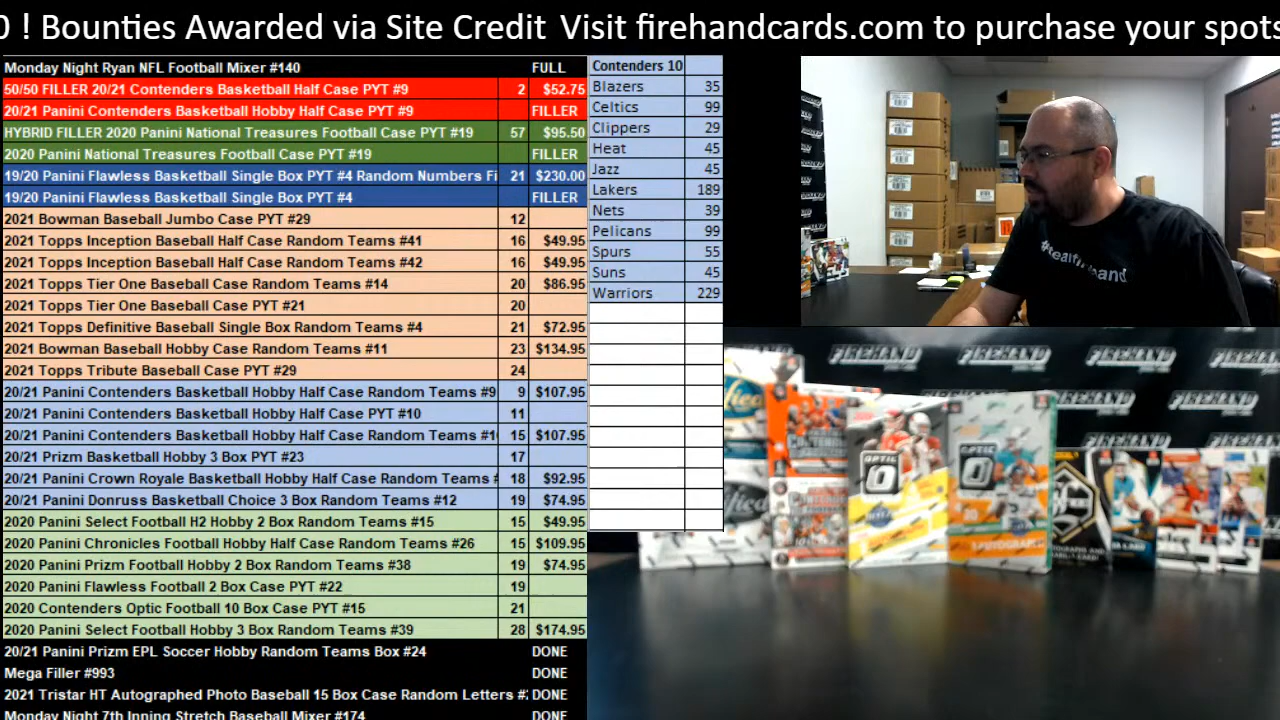 0 ! Bounties Awarded via Site Credit Visit firehandcards.com to purchase your spots
Monday Night Ryan NFL Football Mixer #140 FULL
50/50 FILLER 20/21 Contenders Basketball Half Case PYT #9 2 $52.75
20/21 Panini Contenders Basketball Hobby Half Case PYT #9 FILLER
HYBRID FILLER 2020 Panini National Treasures Football Case PYT #19 57 $95.50
2020 Panini National Treasures Football Case PYT #19 FILLER
19/20 Panini Flawless Basketball Single Box PYT #4 Random Numbers Fi 21 $230.00
19/20 Panini Flawless Basketball Single Box PYT #4 FILLER
2021 Bowman Baseball Jumbo Case PYT #29 12
2021 Topps Inception Baseball Half Case Random Teams #41 16 $49.95
2021 Topps Inception Baseball Half Case Random Teams #42 16 $49.95
2021 Topps Tier One Baseball Case Random Teams #14 20 $86.95
2021 Topps Tier One Baseball Case PYT #21 20
2021 Topps Definitive Baseball Single Box Random Teams #4 21 $72.95
2021 Bowman Baseball Hobby Case Random Teams #11 23 $134.95
2021 Topps Tribute Baseball Case PYT #29 24
20/21 Panini Contenders Basketball Hobby Half Case Random Teams #9 9 $107.95
20/21 Panini Contenders Basketball Hobby Half Case PYT #10 11
20/21 Panini Contenders Basketball Hobby Half Case Random Teams #1 15 $107.95
20/21 Prizm Basketball Hobby 3 Box PYT #23 17
20/21 Panini Crown Royale Basketball Hobby Half Case Random Teams # 18 $92.95
20/21 Panini Donruss Basketball Choice 3 Box Random Teams #12 19 $74.95
2020 Panini Select Football H2 Hobby 2 Box Random Teams #15 15 $49.95
2020 Panini Chronicles Football Hobby Half Case Random Teams #26 15 $109.95
2020 Panini Prizm Football Hobby 2 Box Random Teams #38 19 $74.95
2020 Panini Flawless Football 2 Box Case PYT #22 19
2020 Contenders Optic Football 10 Box Case PYT #15 21
2020 Panini Select Football Hobby 3 Box Random Teams #39 28 $174.95
20/21 Panini Prizm EPL Soccer Hobby Random Teams Box #24 DONE
Mega Filler #993 DONE
2021 Tristar HT Autographed Photo Baseball 15 Box Case Random Letters #: DONE
Monday Night 7th Inning Stretch Baseball Mixer #174 DONE
Contenders 10
Blazers 35
Celtics 99
Clippers 29
Heat 45
Jazz 45
Lakers 189
Nets 39
Pelicans 99
Spurs 55
Suns 45
Warriors 229
FIREHAND FIREHAND FIREHAND
OPTIC
OPTIC